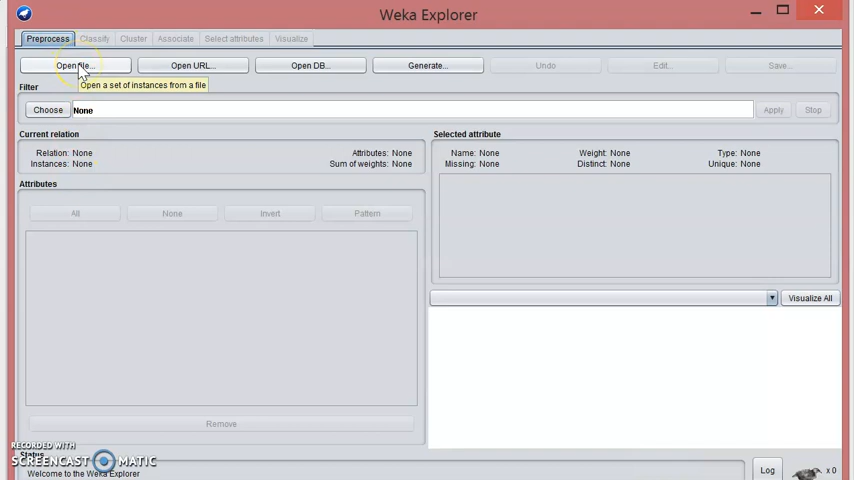 Weka Explorer
Preprocess Classify Cluster Associate Select attributes Visualize
Open file... Open URL... Open DB... Generate... Undo Edit... Save...
Open a set of instances from a file
Filter
Choose None Apply Stop
Current relation
Relation: None Attributes: None
Instances: None Sum of weights: None
Selected attribute
Name: None Weight: None Type: None
Missing: None Distinct: None Unique: None
Attributes
All None Invert Pattern
Visualize All
Remove
RECORDED WITH
SCREENCAST MATIC
Status
Welcome to the Weka Explorer
Log x 0